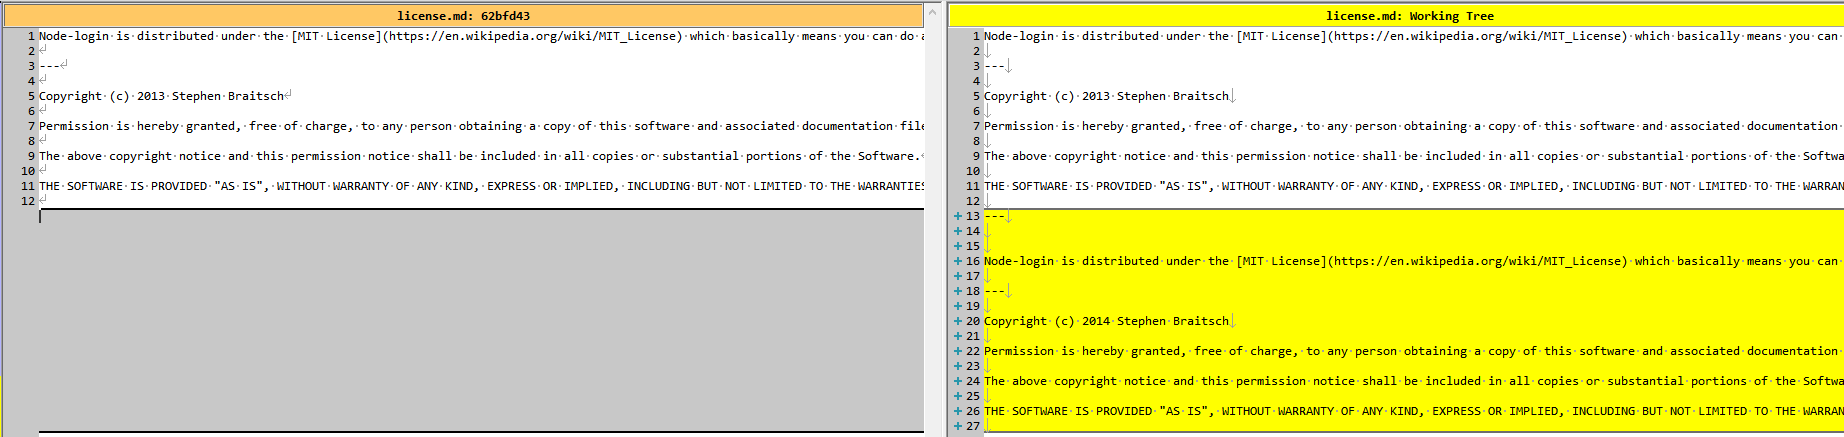 license.md: 62bfd43
1 Node-login is distributed under the [MIT License](https://en.wikipedia.org/wiki/MIT_License) which basically means you can do a
2
3 ---
4
5 Copyright (c) 2013 Stephen Braitsch
6
7 Permission is hereby granted, free of charge, to any person obtaining a copy of this software and associated documentation file
8
9 The above copyright notice and this permission notice shall be included in all copies or substantial portions of the Software.
10
11 THE SOFTWARE IS PROVIDED "AS IS", WITHOUT WARRANTY OF ANY KIND, EXPRESS OR IMPLIED, INCLUDING BUT NOT LIMITED TO THE WARRANTIES
12
license.md: Working Tree
1 Node-login is distributed under the [MIT License](https://en.wikipedia.org/wiki/MIT_License) which basically means you can
2
3 ---
4
5 Copyright (c) 2013 Stephen Braitsch
6
7 Permission is hereby granted, free of charge, to any person obtaining a copy of this software and associated documentation
8
9 The above copyright notice and this permission notice shall be included in all copies or substantial portions of the Softwa
10
11 THE SOFTWARE IS PROVIDED "AS IS", WITHOUT WARRANTY OF ANY KIND, EXPRESS OR IMPLIED, INCLUDING BUT NOT LIMITED TO THE WARRAN
12
+ 13 ---
+ 14
+ 15
+ 16 Node-login is distributed under the [MIT License](https://en.wikipedia.org/wiki/MIT_License) which basically means you can
+ 17
+ 18 ---
+ 19
+ 20 Copyright (c) 2014 Stephen Braitsch
+ 21
+ 22 Permission is hereby granted, free of charge, to any person obtaining a copy of this software and associated documentation
+ 23
+ 24 The above copyright notice and this permission notice shall be included in all copies or substantial portions of the Softwa
+ 25
+ 26 THE SOFTWARE IS PROVIDED "AS IS", WITHOUT WARRANTY OF ANY KIND, EXPRESS OR IMPLIED, INCLUDING BUT NOT LIMITED TO THE WARRAN
+ 27